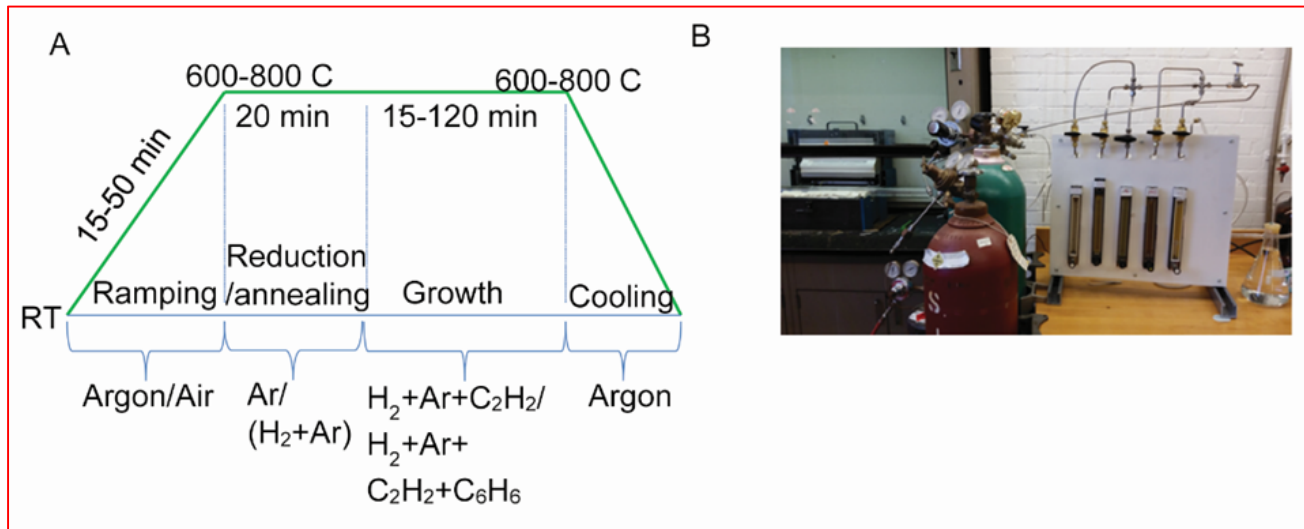 A
B
600-800 C
600-800 C
20 min
15-120 min
15-50 min
Reduction
/annealing
Ramping
Growth
Cooling
RT
Argon/Air
Ar/
(H₂+Ar)
H₂+Ar+C₂H₂/
H₂+Ar+
C₂H₂+C₆H₆
Argon